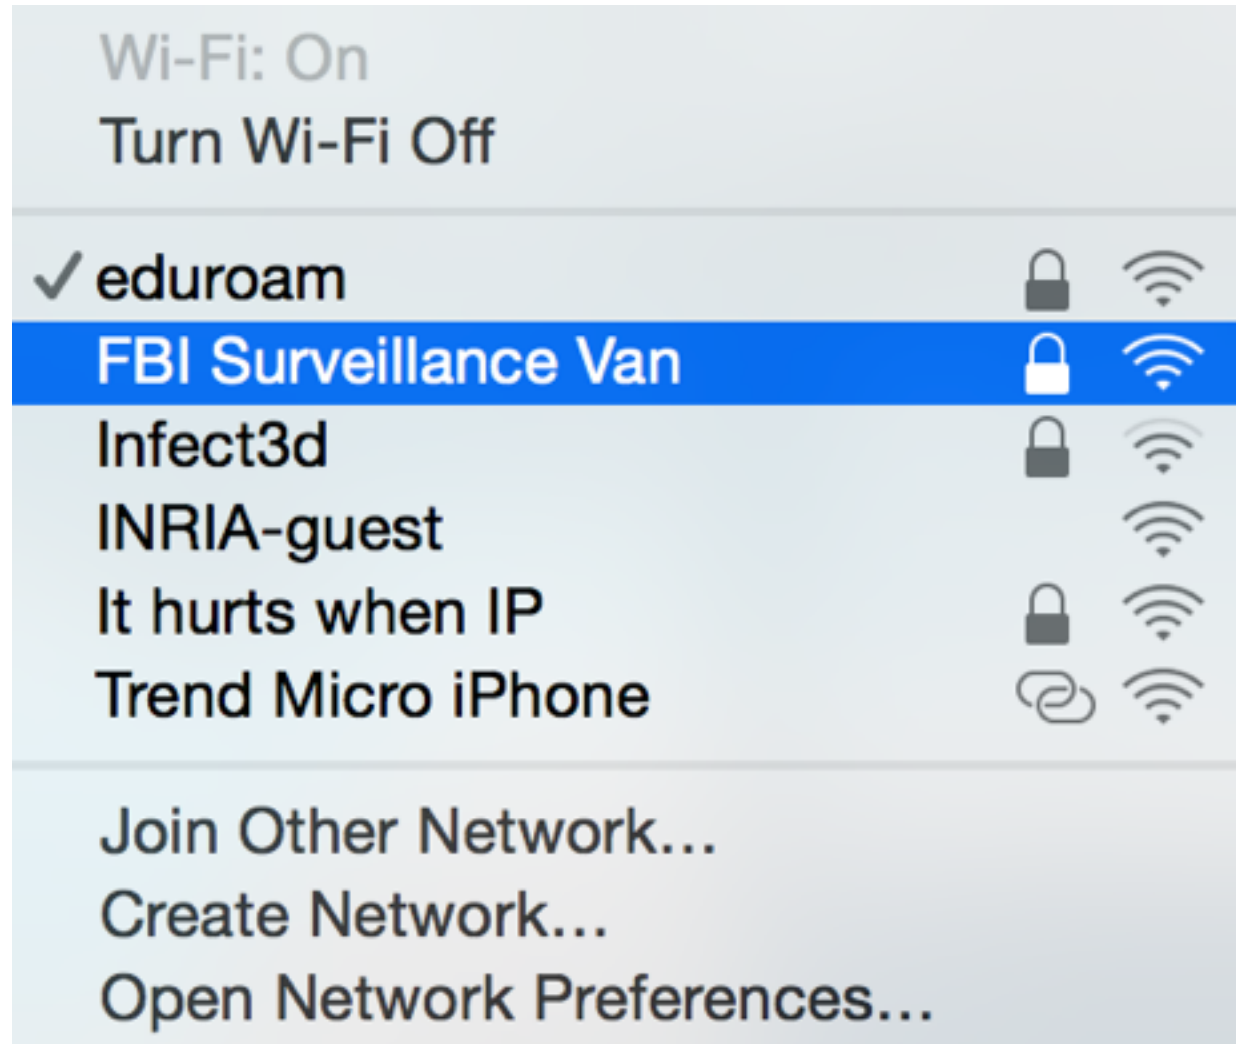 Wi-Fi: On
Turn Wi-Fi Off
eduroam
FBI Surveillance Van
Infect3d
INRIA-guest
It hurts when IP
Trend Micro iPhone
Join Other Network...
Create Network...
Open Network Preferences...